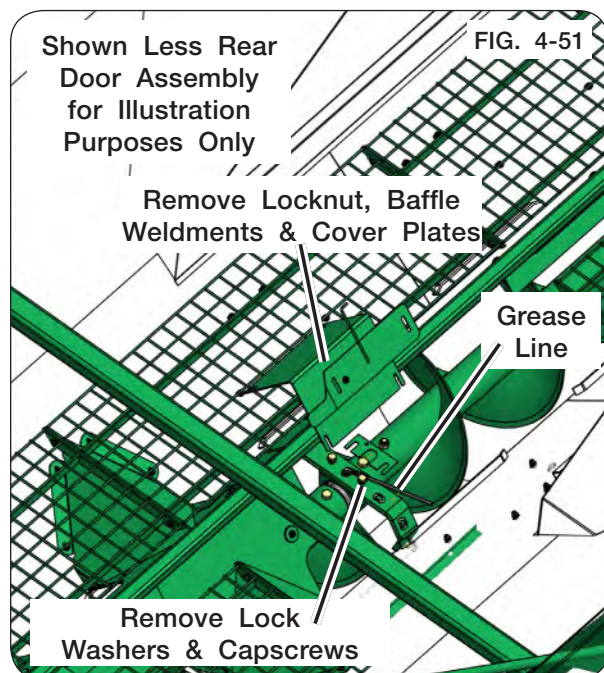 Shown Less Rear
Door Assembly
for Illustration
Purposes Only
FIG. 4-51
Remove Locknut, Baffle
Weldments & Cover Plates
Grease
Line
Remove Lock
Washers & Capscrews